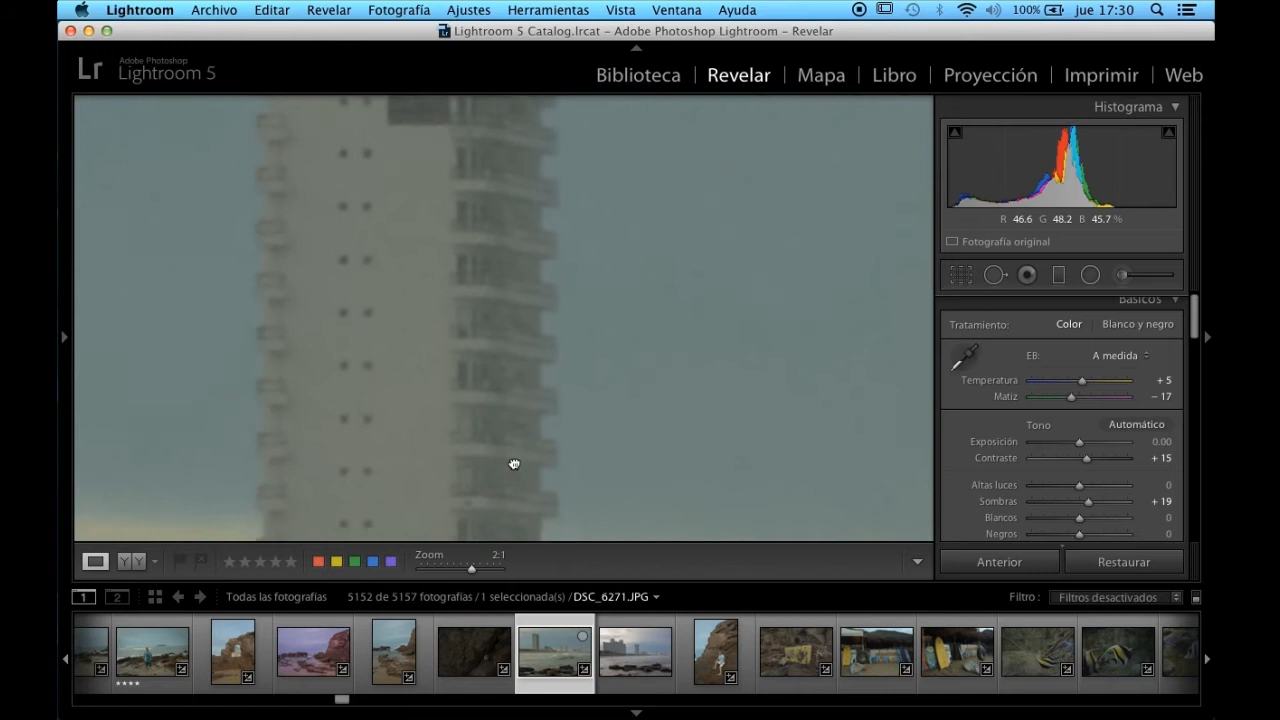 Lightroom Archivo Editar Revelar Fotografía Ajustes Herramientas Vista Ventana Ayuda 100% jue 17:30
Lightroom 5 Catalog.lrcat – Adobe Photoshop Lightroom – Revelar
Lr Adobe Photoshop
Lightroom 5
Biblioteca Revelar Mapa Libro Proyección Imprimir Web
Histograma
R 46.6 G 48.2 B 45.7 %
Fotografía original
Básicos
Tratamiento: Color Blanco y negro
EB: A medida
Temperatura + 5
Matiz – 17
Tono Automático
Exposición 0.00
Contraste + 15
Altas luces 0
Sombras + 19
Blancos 0
Negros 0
Zoom 2:1
Anterior Restaurar
1 2 Todas las fotografías 5152 de 5157 fotografías / 1 seleccionada(s) / DSC_6271.JPG Filtro : Filtros desactivados